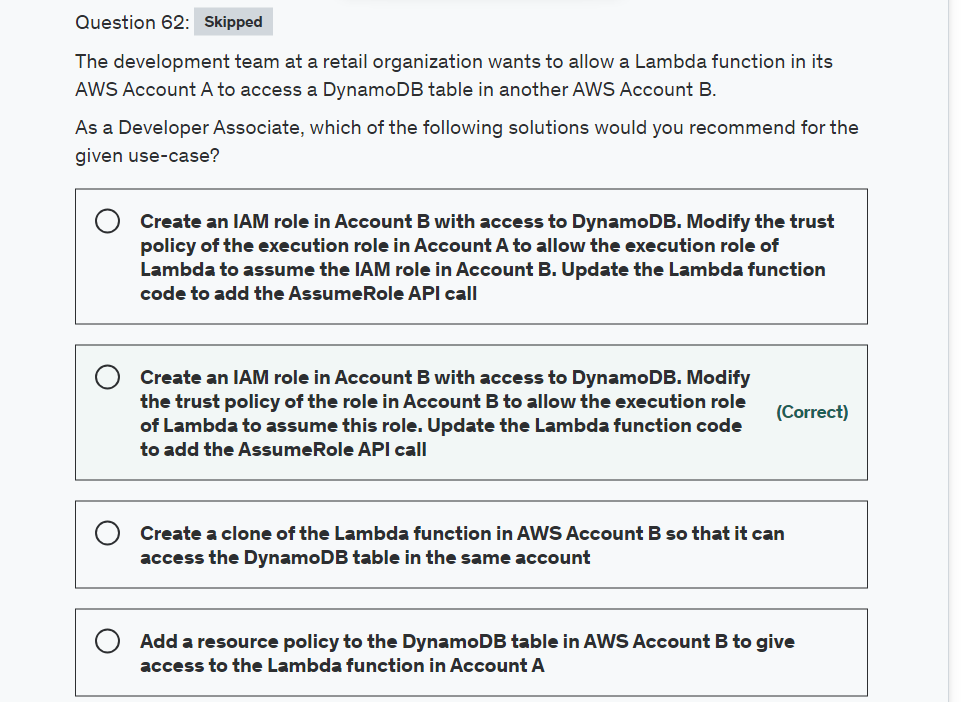 Question 62: Skipped
The development team at a retail organization wants to allow a Lambda function in its
AWS Account A to access a DynamoDB table in another AWS Account B.
As a Developer Associate, which of the following solutions would you recommend for the
given use-case?
Create an IAM role in Account B with access to DynamoDB. Modify the trust
policy of the execution role in Account A to allow the execution role of
Lambda to assume the IAM role in Account B. Update the Lambda function
code to add the AssumeRole API call
Create an IAM role in Account B with access to DynamoDB. Modify
the trust policy of the role in Account B to allow the execution role
of Lambda to assume this role. Update the Lambda function code
to add the AssumeRole API call
(Correct)
Create a clone of the Lambda function in AWS Account B so that it can
access the DynamoDB table in the same account
Add a resource policy to the DynamoDB table in AWS Account B to give
access to the Lambda function in Account A